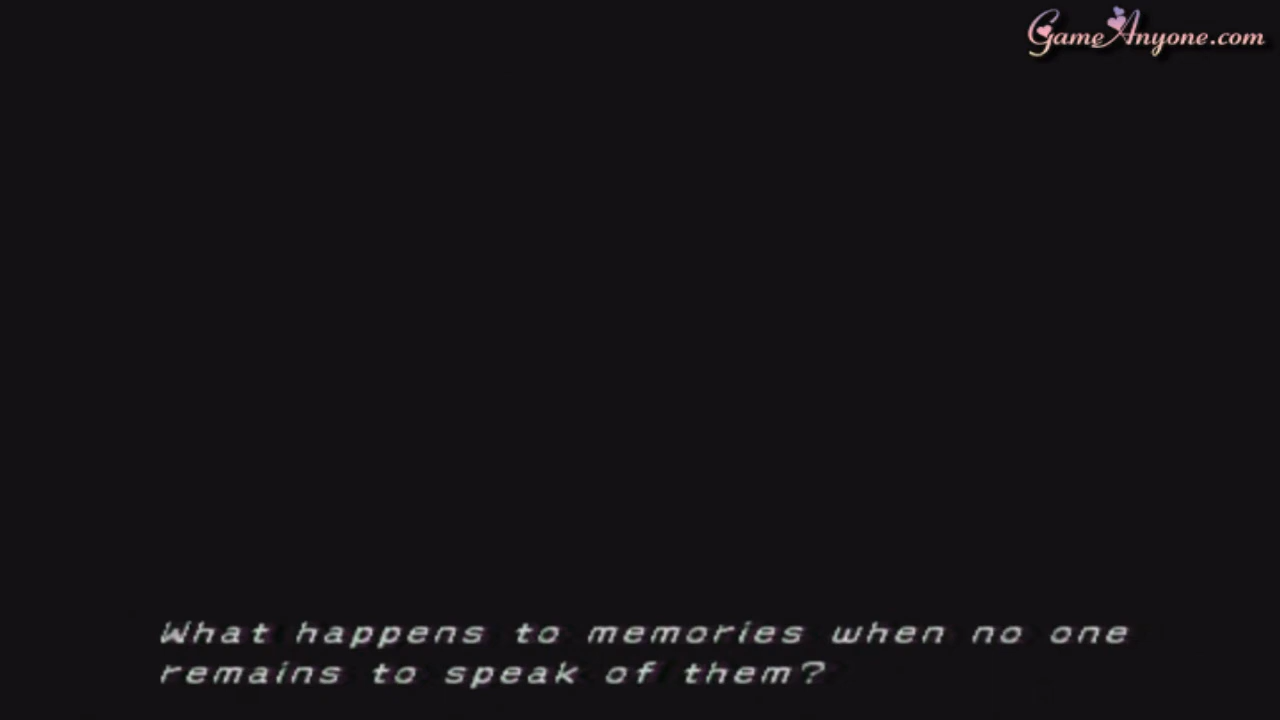 GameAnyone.com
What happens to memories when no one
remains to speak of them?